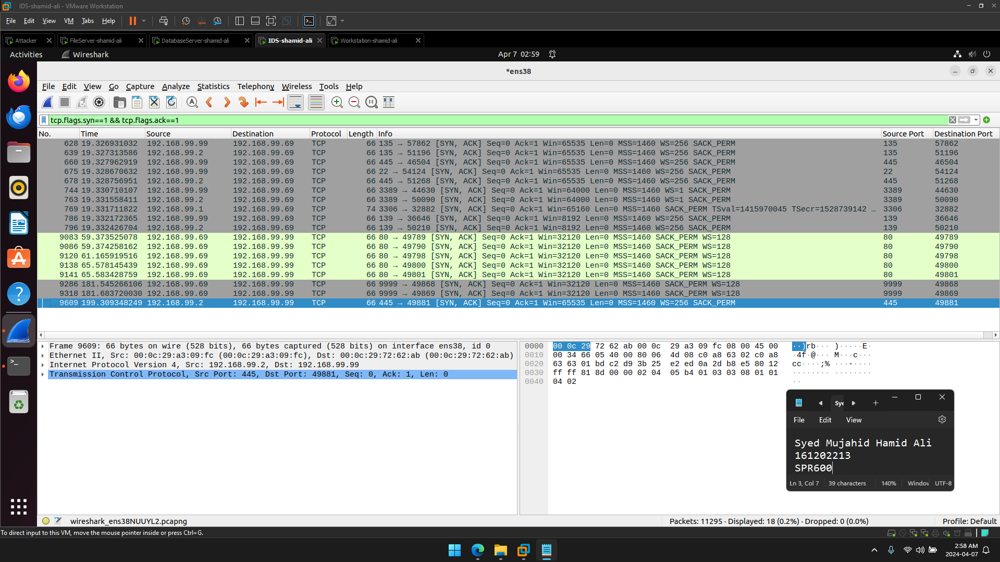 IDS-shamid-ali - VMware Workstation
File Edit View VM Tabs Help
Attacker FileServer-shamid-ali DatabaseServer-shamid-ali IDS-shamid-ali Workstation-shamid-ali
Activities Wireshark Apr 7 02:59
*ens38
File Edit View Go Capture Analyze Statistics Telephony Wireless Tools Help
tcp.flags.syn==1 && tcp.flags.ack==1
No. Time Source Destination Protocol Length Info Source Port Destination Port
628 19.326931032 192.168.99.99 192.168.99.69 TCP 66 135 → 57862 [SYN, ACK] Seq=0 Ack=1 Win=65535 Len=0 MSS=1460 WS=256 SACK_PERM 135 57862
639 19.327313586 192.168.99.2 192.168.99.69 TCP 66 135 → 51196 [SYN, ACK] Seq=0 Ack=1 Win=65535 Len=0 MSS=1460 WS=256 SACK_PERM 135 51196
660 19.327962919 192.168.99.99 192.168.99.69 TCP 66 445 → 46504 [SYN, ACK] Seq=0 Ack=1 Win=65535 Len=0 MSS=1460 WS=256 SACK_PERM 445 46504
675 19.328670632 192.168.99.99 192.168.99.69 TCP 66 22 → 54124 [SYN, ACK] Seq=0 Ack=1 Win=65535 Len=0 MSS=1460 WS=256 SACK_PERM 22 54124
678 19.328756951 192.168.99.2 192.168.99.69 TCP 66 445 → 51268 [SYN, ACK] Seq=0 Ack=1 Win=65535 Len=0 MSS=1460 WS=256 SACK_PERM 445 51268
744 19.330710107 192.168.99.99 192.168.99.69 TCP 66 3389 → 44630 [SYN, ACK] Seq=0 Ack=1 Win=64000 Len=0 MSS=1460 WS=1 SACK_PERM 3389 44630
763 19.331558411 192.168.99.2 192.168.99.69 TCP 66 3389 → 50090 [SYN, ACK] Seq=0 Ack=1 Win=64000 Len=0 MSS=1460 WS=1 SACK_PERM 3389 50090
769 19.331711822 192.168.99.1 192.168.99.69 TCP 74 3306 → 32882 [SYN, ACK] Seq=0 Ack=1 Win=65160 Len=0 MSS=1460 SACK_PERM TSval=1415970045 TSecr=1528739142 … 3306 32882
786 19.332172365 192.168.99.99 192.168.99.69 TCP 66 139 → 36646 [SYN, ACK] Seq=0 Ack=1 Win=8192 Len=0 MSS=1460 WS=256 SACK_PERM 139 36646
796 19.332426704 192.168.99.2 192.168.99.69 TCP 66 139 → 50210 [SYN, ACK] Seq=0 Ack=1 Win=8192 Len=0 MSS=1460 WS=256 SACK_PERM 139 50210
9083 59.373525078 192.168.99.69 192.168.99.99 TCP 66 80 → 49789 [SYN, ACK] Seq=0 Ack=1 Win=32120 Len=0 MSS=1460 SACK_PERM WS=128 80 49789
9086 59.374258162 192.168.99.69 192.168.99.99 TCP 66 80 → 49790 [SYN, ACK] Seq=0 Ack=1 Win=32120 Len=0 MSS=1460 SACK_PERM WS=128 80 49790
9120 61.165919516 192.168.99.69 192.168.99.99 TCP 66 80 → 49798 [SYN, ACK] Seq=0 Ack=1 Win=32120 Len=0 MSS=1460 SACK_PERM WS=128 80 49798
9138 65.578145439 192.168.99.69 192.168.99.99 TCP 66 80 → 49800 [SYN, ACK] Seq=0 Ack=1 Win=32120 Len=0 MSS=1460 SACK_PERM WS=128 80 49800
9141 65.583428759 192.168.99.69 192.168.99.99 TCP 66 80 → 49801 [SYN, ACK] Seq=0 Ack=1 Win=32120 Len=0 MSS=1460 SACK_PERM WS=128 80 49801
9286 181.545266106 192.168.99.69 192.168.99.99 TCP 66 9999 → 49868 [SYN, ACK] Seq=0 Ack=1 Win=32120 Len=0 MSS=1460 SACK_PERM WS=128 9999 49868
9318 181.683720030 192.168.99.69 192.168.99.99 TCP 66 9999 → 49869 [SYN, ACK] Seq=0 Ack=1 Win=32120 Len=0 MSS=1460 SACK_PERM WS=128 9999 49869
9609 199.309348249 192.168.99.2 192.168.99.99 TCP 66 445 → 49881 [SYN, ACK] Seq=0 Ack=1 Win=65535 Len=0 MSS=1460 WS=256 SACK_PERM 445 49881
Frame 9609: 66 bytes on wire (528 bits), 66 bytes captured (528 bits) on interface ens38, id 0
Ethernet II, Src: 00:0c:29:a3:09:fc (00:0c:29:a3:09:fc), Dst: 00:0c:29:72:62:ab (00:0c:29:72:62:ab)
Internet Protocol Version 4, Src: 192.168.99.2, Dst: 192.168.99.99
Transmission Control Protocol, Src Port: 445, Dst Port: 49881, Seq: 0, Ack: 1, Len: 0
0000 00 0c 29 72 62 ab 00 0c 29 a3 09 fc 08 00 45 00 ··)rb··· )·····E·
0010 00 34 66 05 40 00 80 06 4d 08 c0 a8 63 02 c0 a8 ·4f·@··· M···c···
0020 63 63 01 bd c2 d9 3b 25 e2 ed 0a 2d b8 e5 80 12 cc····;% ···-····
0030 ff ff 81 8d 00 00 02 04 05 b4 01 03 03 08 01 01 ········ ········
0040 04 02 ··
Sye
File Edit View
Syed Mujahid Hamid Ali
161202213
SPR600
Ln 3, Col 7 39 characters 140% Window UTF-8
wireshark_ens38NUUYL2.pcapng Packets: 11295 · Displayed: 18 (0.2%) · Dropped: 0 (0.0%) Profile: Default
To direct input to this VM, move the mouse pointer inside or press Ctrl+G.
2:58 AM
2024-04-07